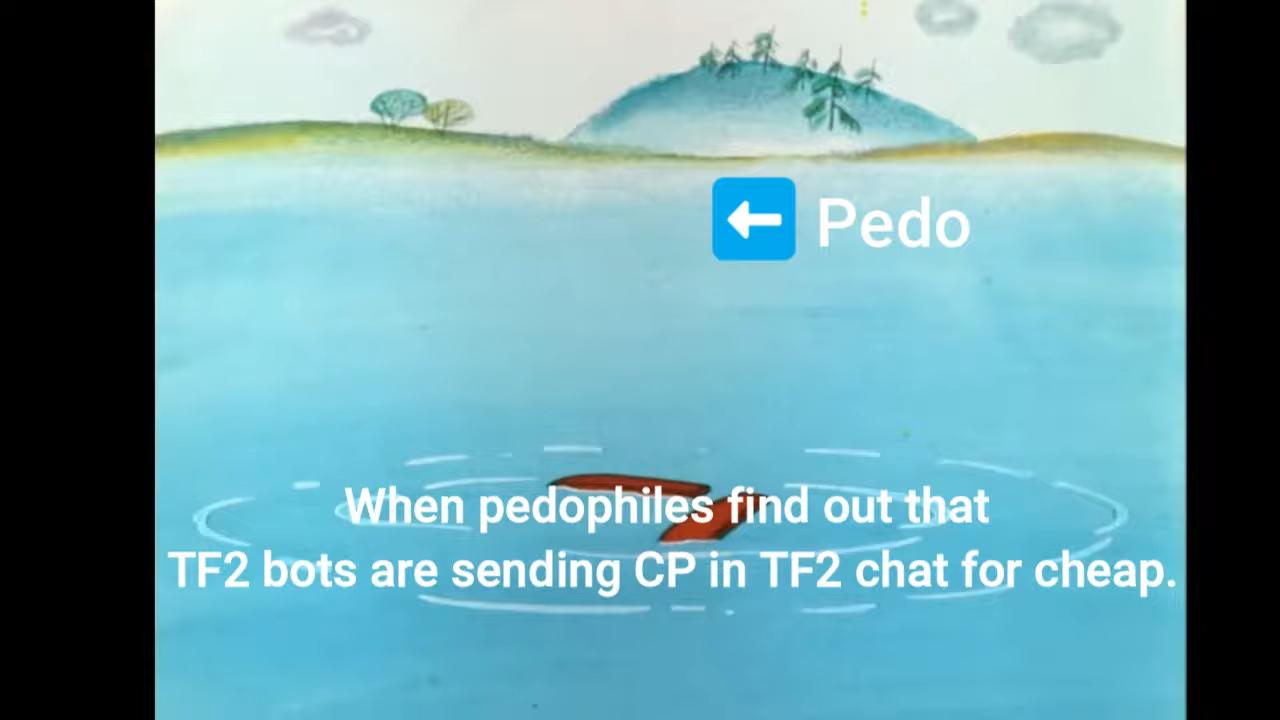 ⬅ Pedo
When pedophiles find out that
TF2 bots are sending CP in TF2 chat for cheap.